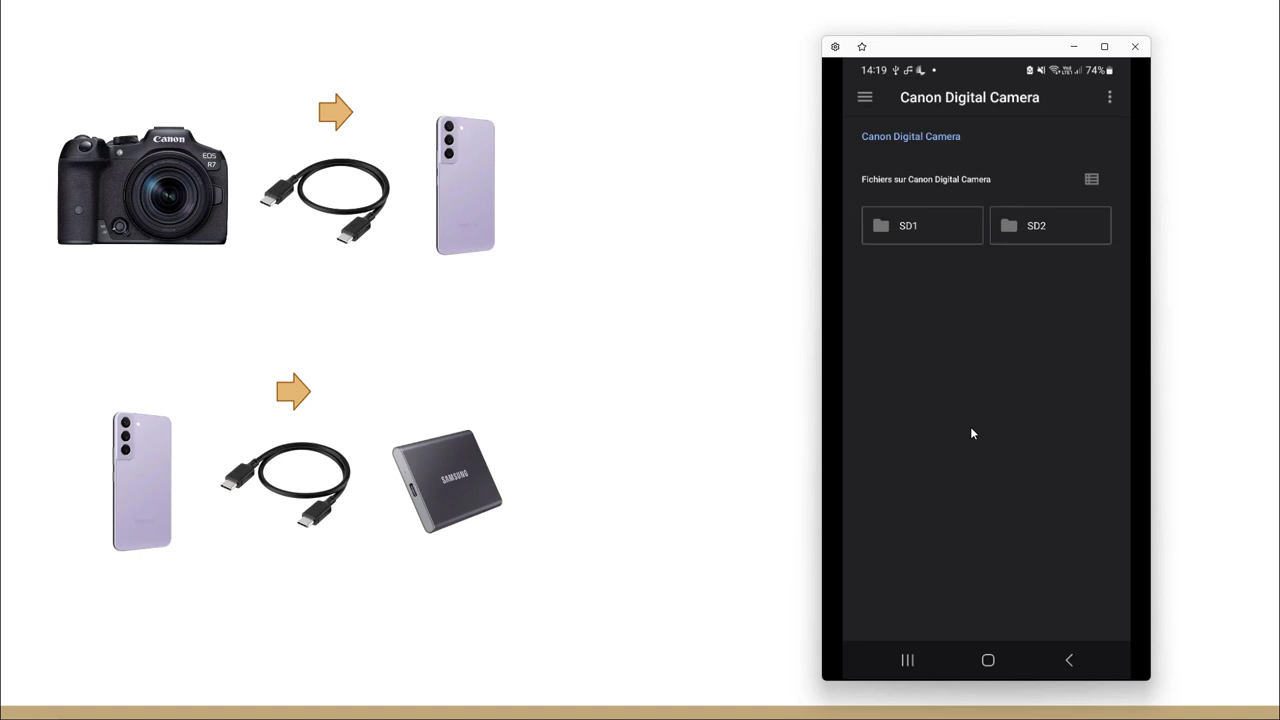 Canon
EOS
R7
SAMSUNG
14:19
74%
Canon Digital Camera
Canon Digital Camera
Fichiers sur Canon Digital Camera
SD1
SD2